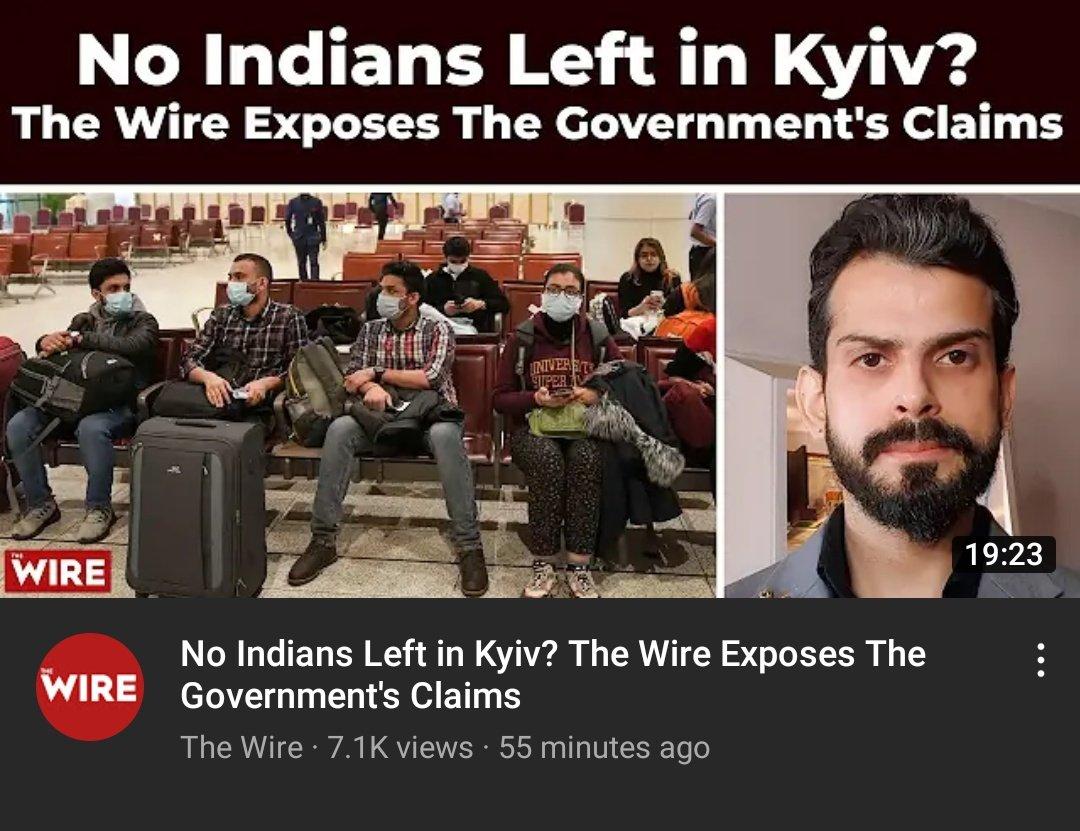 No Indians Left in Kyiv?
The Wire Exposes The Government's Claims
UNIVERSITY
SUPER
THE
WIRE
19:23
THE
WIRE
No Indians Left in Kyiv? The Wire Exposes The
Government's Claims
The Wire · 7.1K views · 55 minutes ago